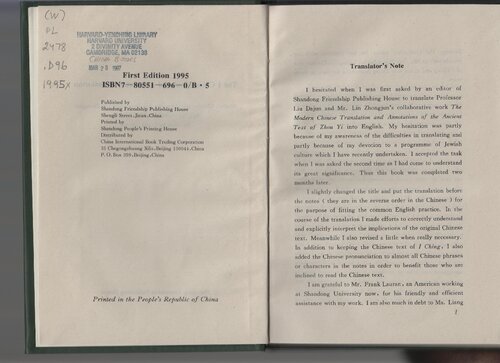 (W)
PL
2478
.D96
1995x
HARVARD-YENCHING LIBRARY
HARVARD UNIVERSITY
2 DIVINITY AVENUE
CAMBRIDGE, MA 02138
MAR 20 1997
First Edition 1995
ISBN7-80551-696-0/B·5
Published by
Shandong Friendship Publishing House
Shengli Street, Jinan, China
Printed by
Shandong People's Printing House
Distributed by
China International Book Trading Corporation
35 Chegongzhuang Xilu, Beijing 100044, China
P.O. Box 399, Beijing, China
Printed in the People's Republic of China
Translator's Note
I hesitated when I was first asked by an editor of
Shandong Friendship Publishing House to translate Professor
Liu Dajun and Mr. Lin Zhongjun's collaborative work The
Modern Chinese Translation and Annotations of the Ancient
Text of Zhou Yi into English. My hesitation was partly
because of my awareness of the difficulties in translating and
partly because of my devotion to a programme of Jewish
culture which I have recently undertaken. I accepted the task
when I was asked the second time as I had come to understand
its great significance. Thus this book was completed two
months later.
I slightly changed the title and put the translation before
the notes ( they are in the reverse order in the Chinese ) for
the purpose of fitting the common English practice. In the
course of the translation I made efforts to correctly understand
and explicitly interpret the implications of the original Chinese
text. Meanwhile I also revised a little when really necessary.
In addition to keeping the Chinese text of I Ching, I also
added the Chinese pronunciation to almost all Chinese phrases
or characters in the notes in order to benefit those who are
inclined to read the Chinese text.
I am grateful to Mr. Frank Lauran, an American working
at Shandong University now, for his friendly and efficient
assistance with my work. I am also much in debt to Ms. Liang
1